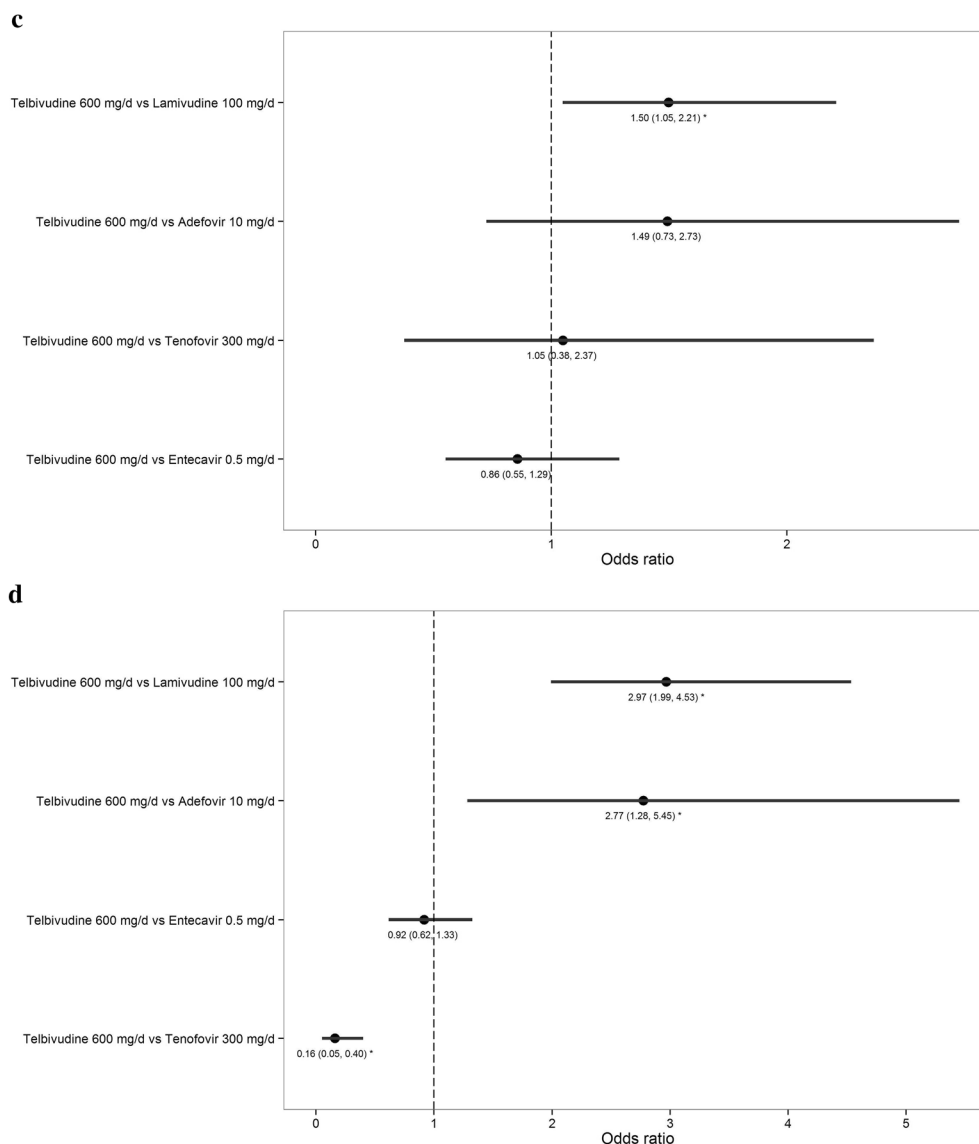 c
Telbivudine 600 mg/d vs Lamivudine 100 mg/d
1.50 (1.05, 2.21) *
Telbivudine 600 mg/d vs Adefovir 10 mg/d
1.49 (0.73, 2.73)
Telbivudine 600 mg/d vs Tenofovir 300 mg/d
1.05 (0.38, 2.37)
Telbivudine 600 mg/d vs Entecavir 0.5 mg/d
0.86 (0.55, 1.29)
0 1 2
Odds ratio
d
Telbivudine 600 mg/d vs Lamivudine 100 mg/d
2.97 (1.99, 4.53) *
Telbivudine 600 mg/d vs Adefovir 10 mg/d
2.77 (1.28, 5.45) *
Telbivudine 600 mg/d vs Entecavir 0.5 mg/d
0.92 (0.62, 1.33)
Telbivudine 600 mg/d vs Tenofovir 300 mg/d
0.16 (0.05, 0.40) *
0 1 2 3 4 5
Odds ratio